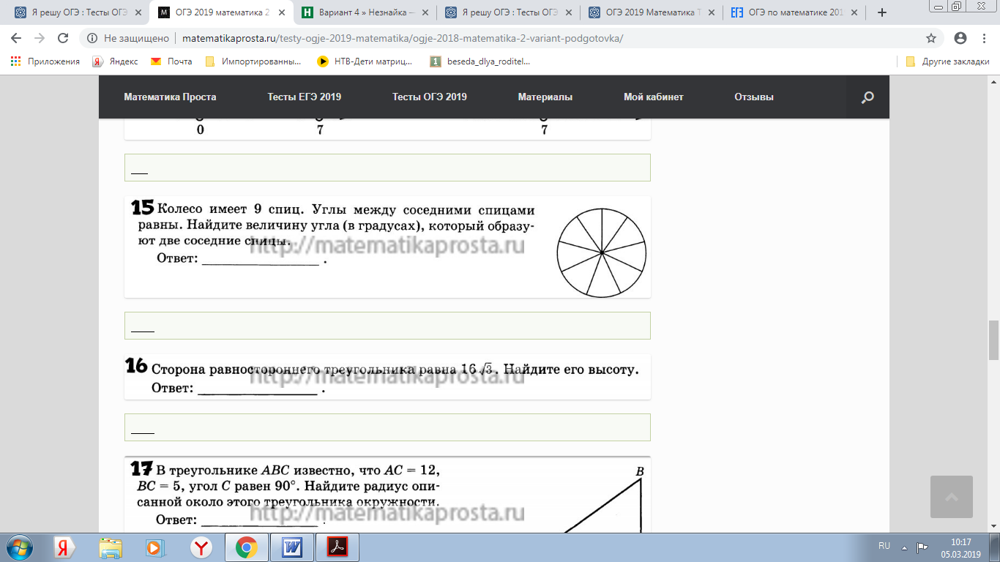 Я решу ОГЭ : Тесты ОГЭ
ОГЭ 2019 математика 2
Вариант 4 » Незнайка —
Я решу ОГЭ : Тесты ОГЭ
ОГЭ 2019 Математика Т
ОГЭ по математике 201
Не защищено | matematikaprosta.ru/testy-ogje-2019-matematika/ogje-2018-matematika-2-variant-podgotovka/
Приложения Яндекс Почта Импортированны... НТВ-Дети матриц... beseda_dlya_roditel... Другие закладки
Математика Проста Тесты ЕГЭ 2019 Тесты ОГЭ 2019 Материалы Мой кабинет Отзывы
0 7 7
15 Колесо имеет 9 спиц. Углы между соседними спицами
равны. Найдите величину угла (в градусах), который образу-
ют две соседние спицы.
http://matematikaprosta.ru
Ответ: ________________ .
16 Сторона равностороннего треугольника равна 16 √3. Найдите его высоту.
http://matematikaprosta.ru
Ответ: ________________ .
17 В треугольнике ABC известно, что AC = 12,
BC = 5, угол C равен 90°. Найдите радиус опи-
санной около этого треугольника окружности.
http://matematikaprosta.ru
Ответ: ________________ .
B
RU 10:17
05.03.2019